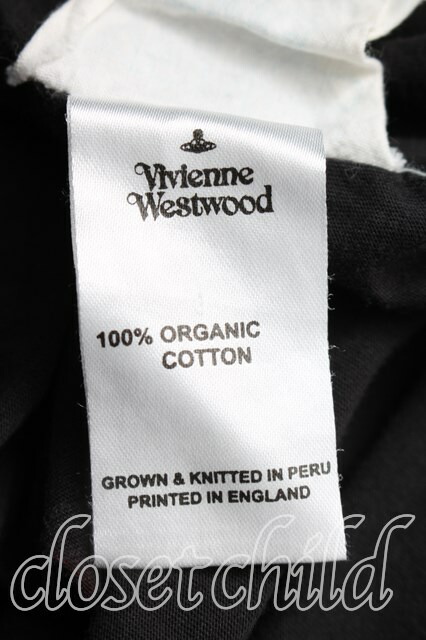 Vivienne
Westwood
100% ORGANIC
COTTON
GROWN & KNITTED IN PERU
PRINTED IN ENGLAND
closet child